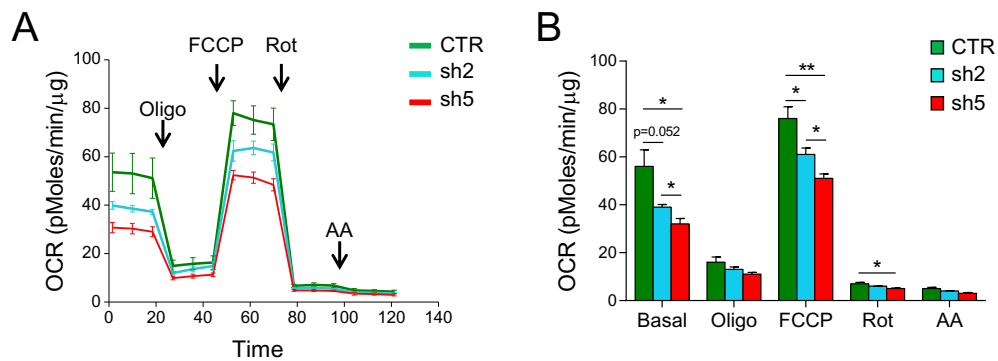 A
FCCP
Rot
CTR
sh2
sh5
Oligo
AA
OCR (pMoles/min/µg)
100
80
60
40
20
0
0
20
40
60
80
100
120
140
Time
B
CTR
sh2
sh5
**
*
*
*
p=0.052
*
*
OCR (pMoles/min/µg)
100
80
60
40
20
0
Basal
Oligo
FCCP
Rot
AA